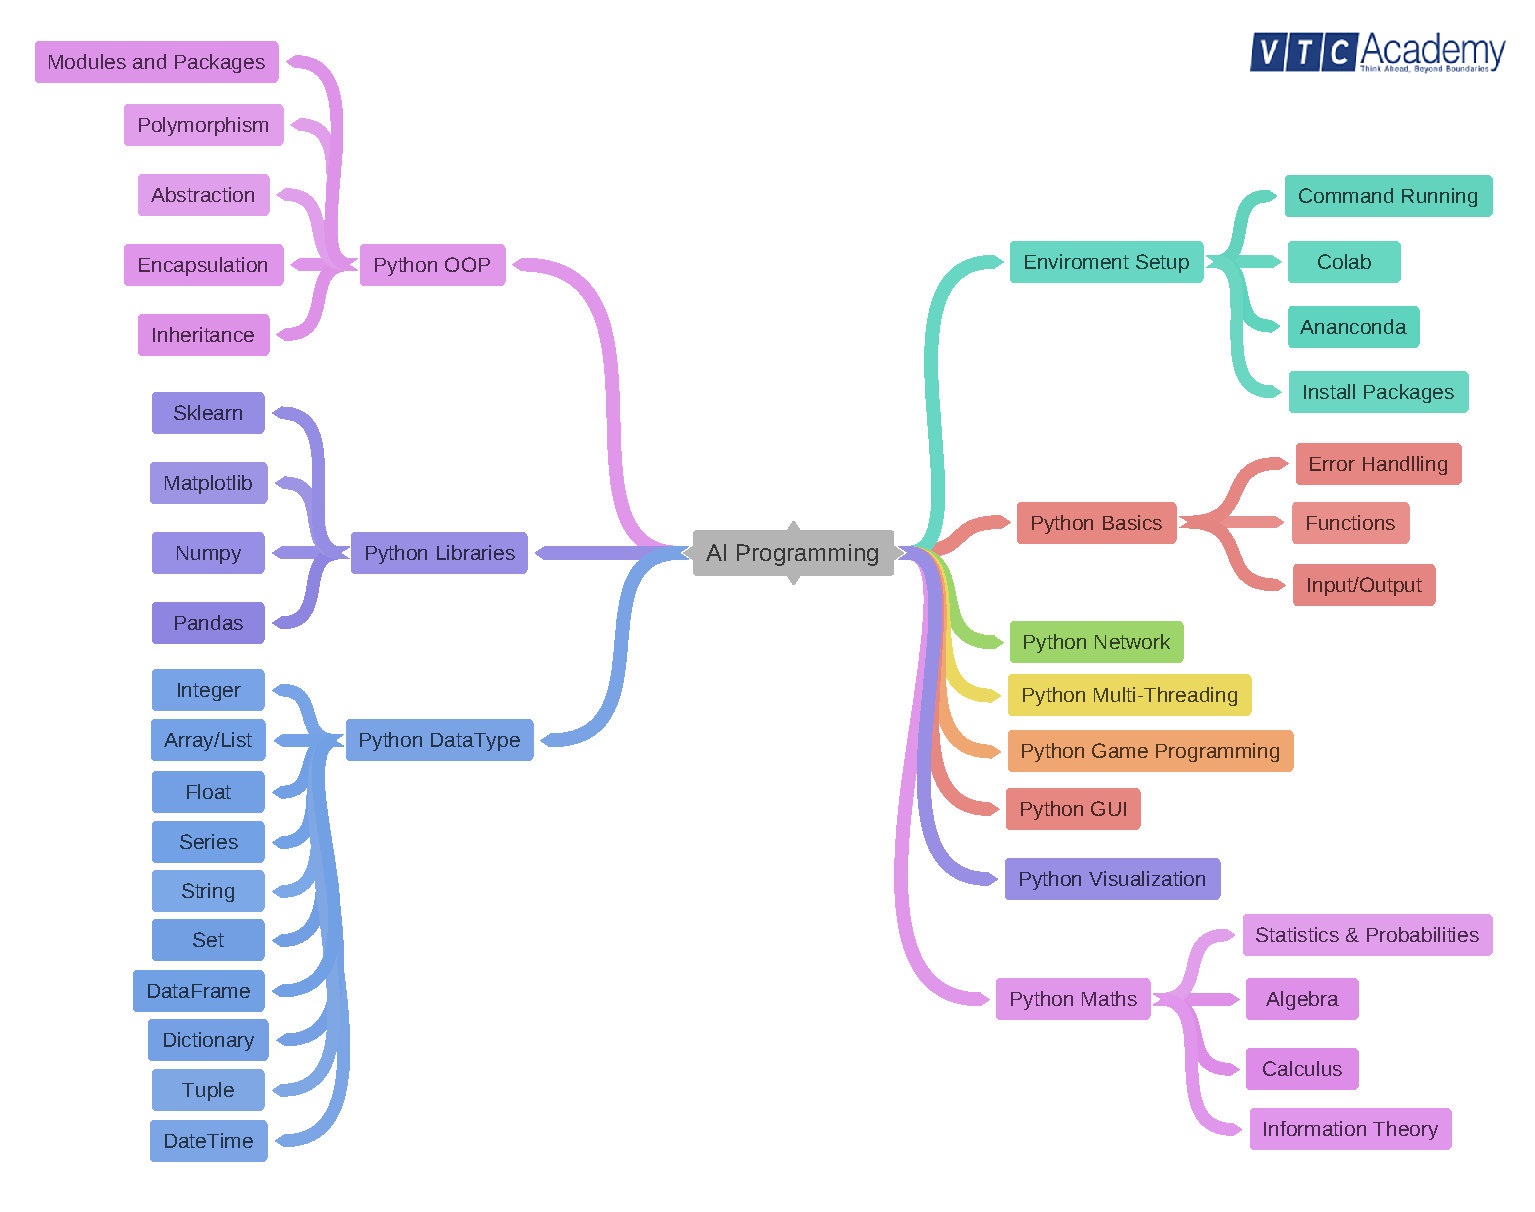 VTC Academy
Think Ahead, Beyond Boundaries
AI Programming
Python OOP
Modules and Packages
Polymorphism
Abstraction
Encapsulation
Inheritance
Python Libraries
Sklearn
Matplotlib
Numpy
Pandas
Python DataType
Integer
Array/List
Float
Series
String
Set
DataFrame
Dictionary
Tuple
DateTime
Enviroment Setup
Command Running
Colab
Ananconda
Install Packages
Python Basics
Error Handlling
Functions
Input/Output
Python Network
Python Multi-Threading
Python Game Programming
Python GUI
Python Visualization
Python Maths
Statistics & Probabilities
Algebra
Calculus
Information Theory